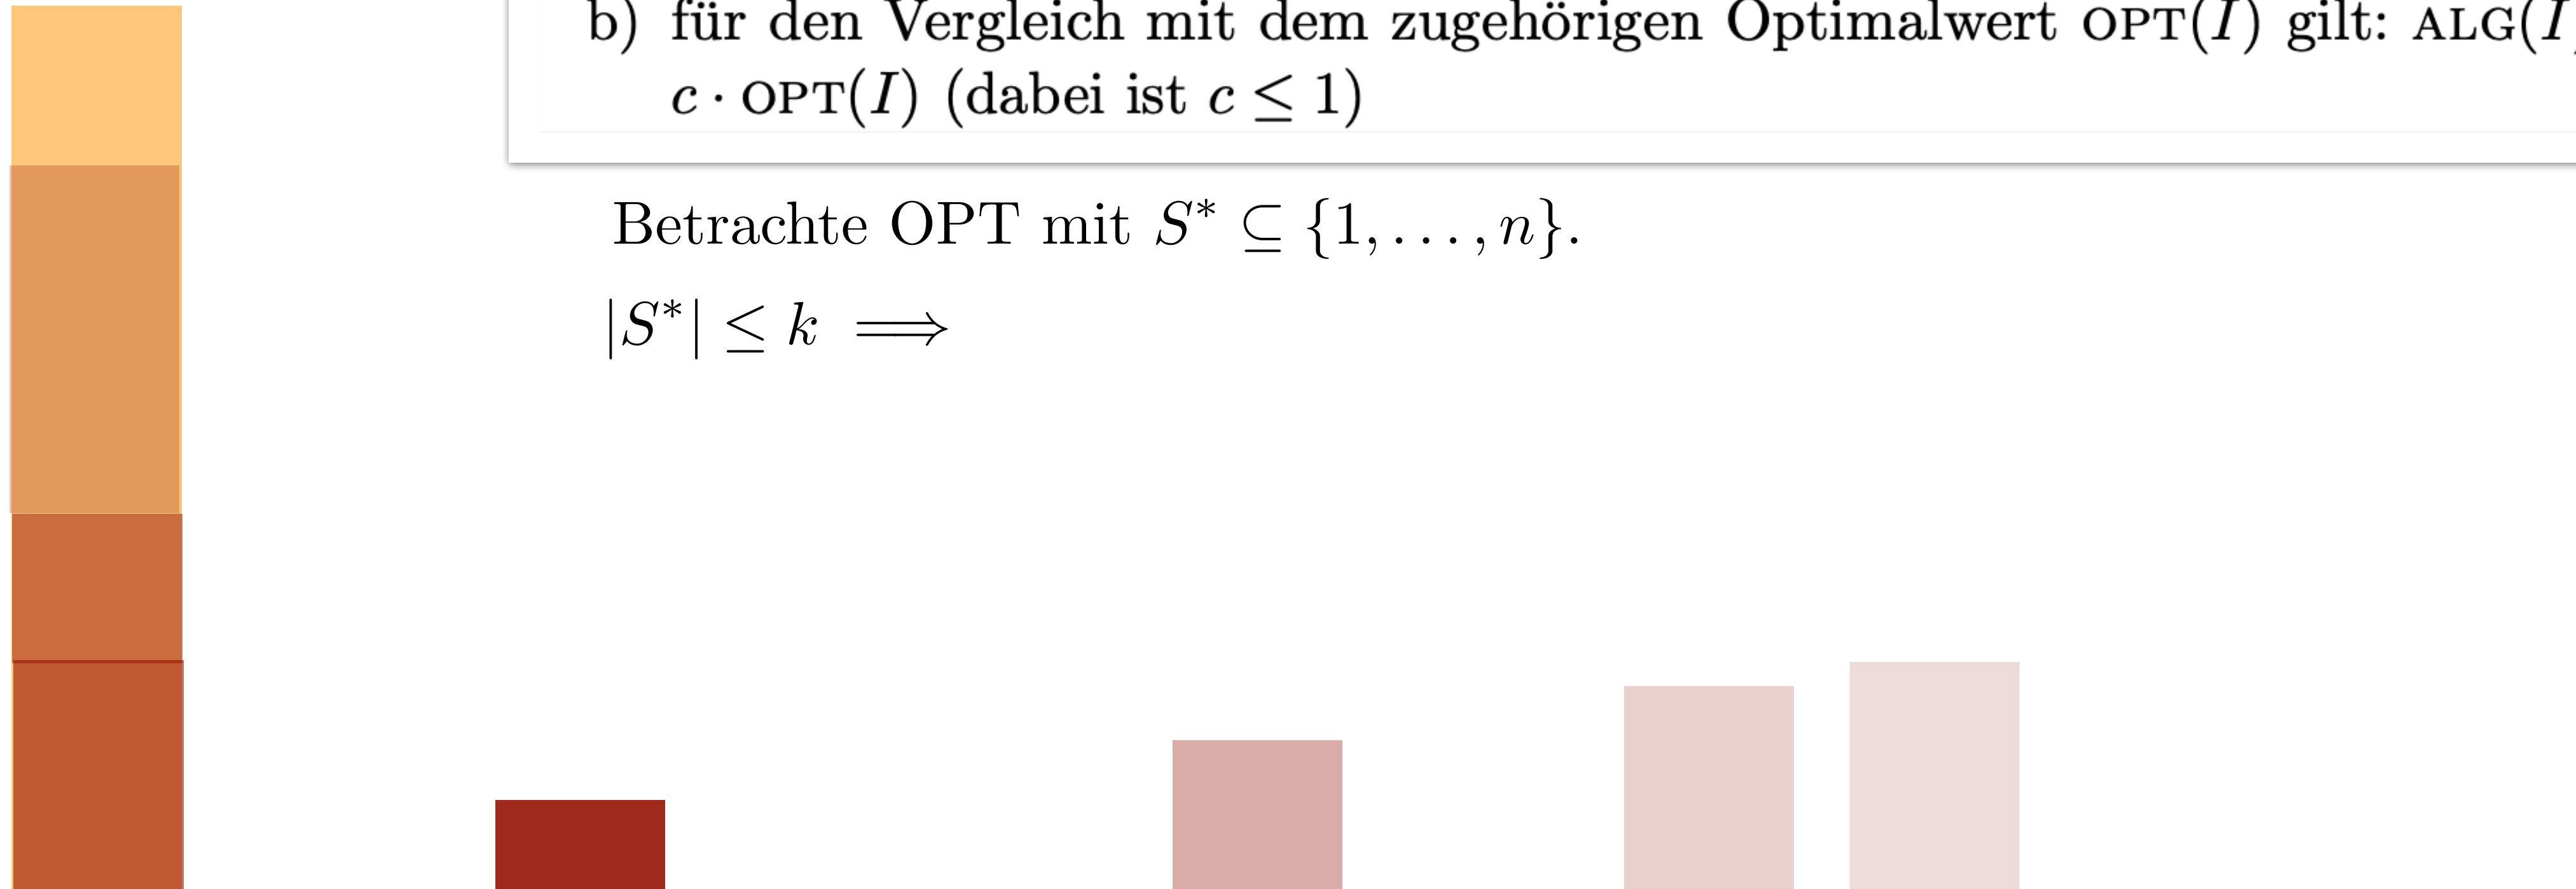 b) für den Vergleich mit dem zugehörigen Optimalwert OPT(I) gilt: ALG(I
c · OPT(I) (dabei ist c ≤ 1)
Betrachte OPT mit S* ⊆ {1, . . . , n}.
|S*| ≤ k ⟹